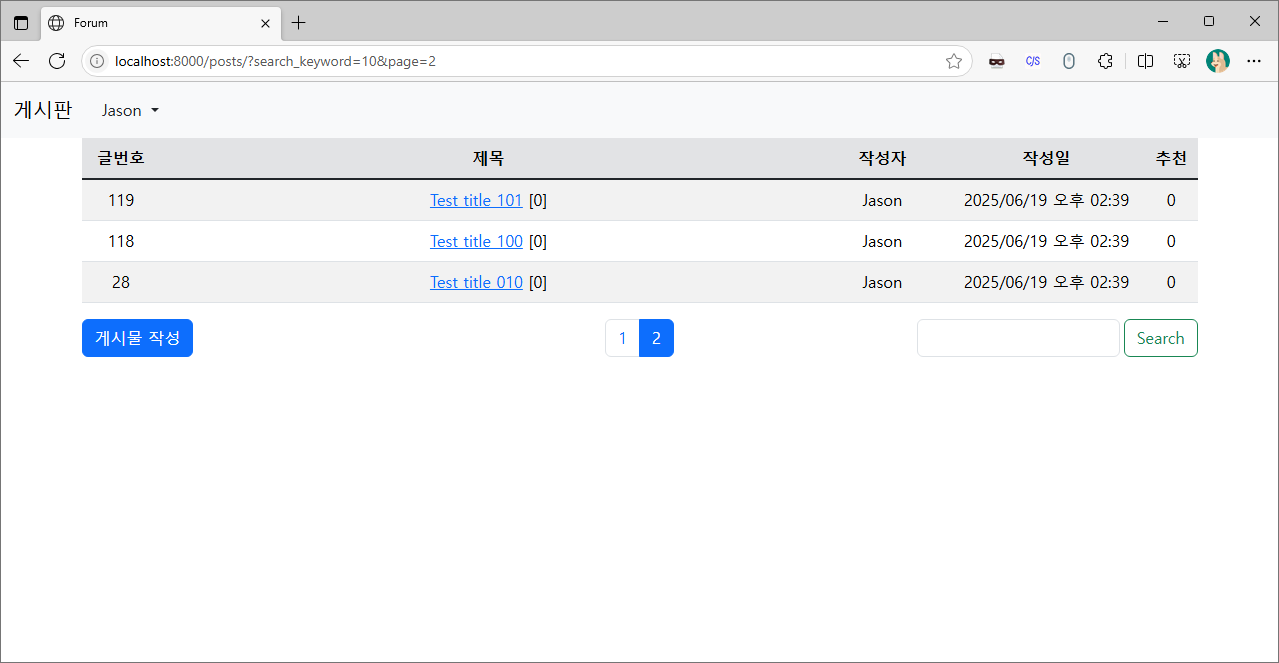 Forum
localhost:8000/posts/?search_keyword=10&page=2
C/S
게시판 Jason
글번호 제목 작성자 작성일 추천
119 Test title 101 [0] Jason 2025/06/19 오후 02:39 0
118 Test title 100 [0] Jason 2025/06/19 오후 02:39 0
28 Test title 010 [0] Jason 2025/06/19 오후 02:39 0
게시물 작성 1 2 Search